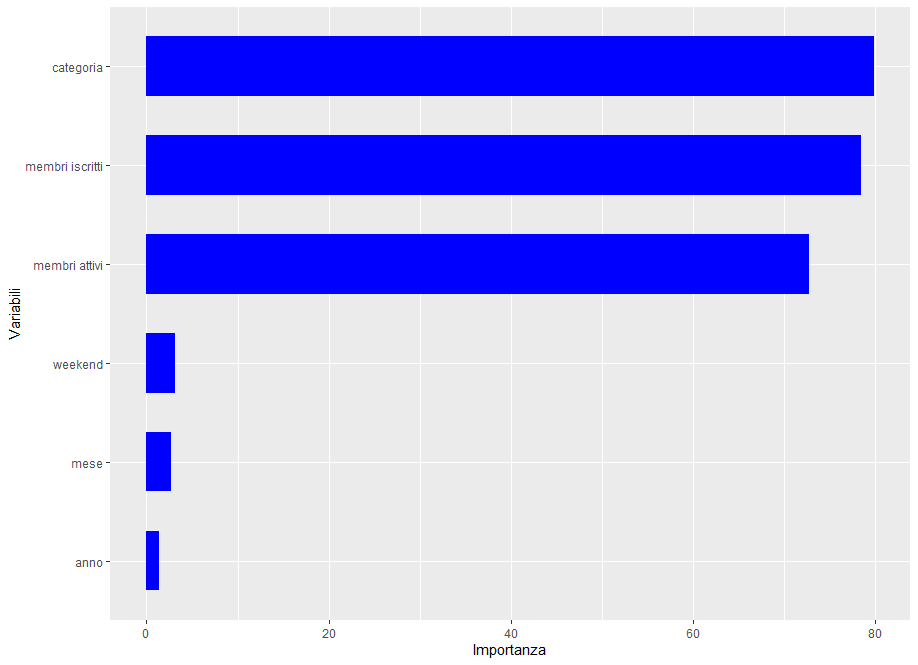 categoria
membri iscritti
membri attivi
weekend
mese
anno
Variabili
0 20 40 60 80
Importanza